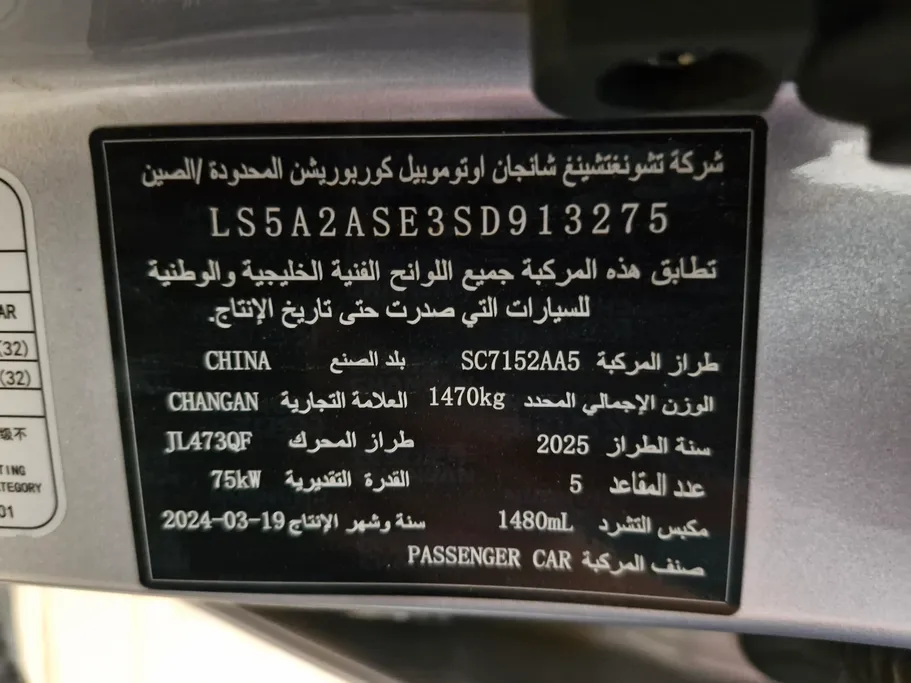 شركة تشونغتشينغ شانجان اوتوموبيل كوربوريشن المحدودة /الصين
LS5A2ASE3SD913275
تطابق هذه المركبة جميع اللوائح الفنية الخليجية والوطنية
للسيارات التي صدرت حتى تاريخ الإنتاج.
طراز المركبة SC7152AA5 بلد الصنع CHINA
الوزن الإجمالي المحدد 1470kg العلامة التجارية CHANGAN
سنة الطراز 2025 طراز المحرك JL473QF
عدد المقاعد 5 القدرة التقديرية 75kW
مكبس التشرد 1480mL سنة وشهر الإنتاج 2024-03-19
صنف المركبة PASSENGER CAR
AR
(32)
(32)
级不
TING
TEGORY
01